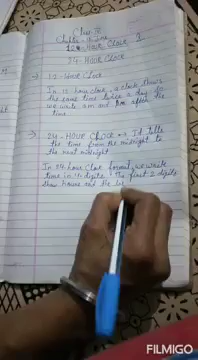 Class-IV
12-Hour Clock &
24-Hour Clock
→ 12-Hour Clock
In 12 hour clock, a clock shows
the same time twice a day so
we write am and pm after the
time
→ 24-Hour Clock → It tells
the time from the midnight to
the next midnight
In 24 hour clock format, we write
time in 4 digits. The first 2 digits
show hours and the
FILMIGO